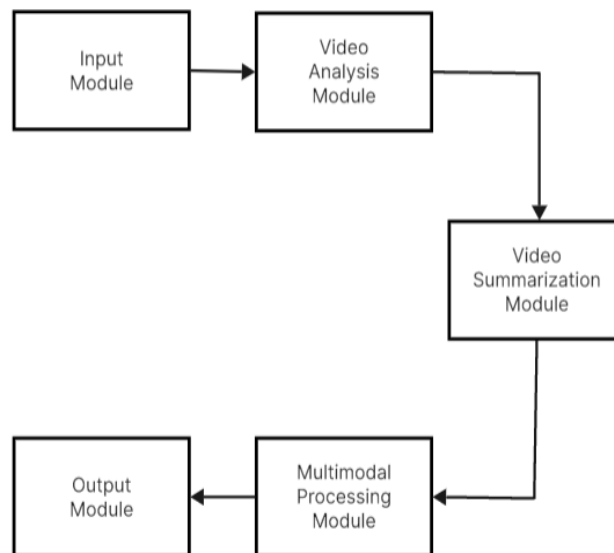 Input
Module
Video
Analysis
Module
Video
Summarization
Module
Multimodal
Processing
Module
Output
Module